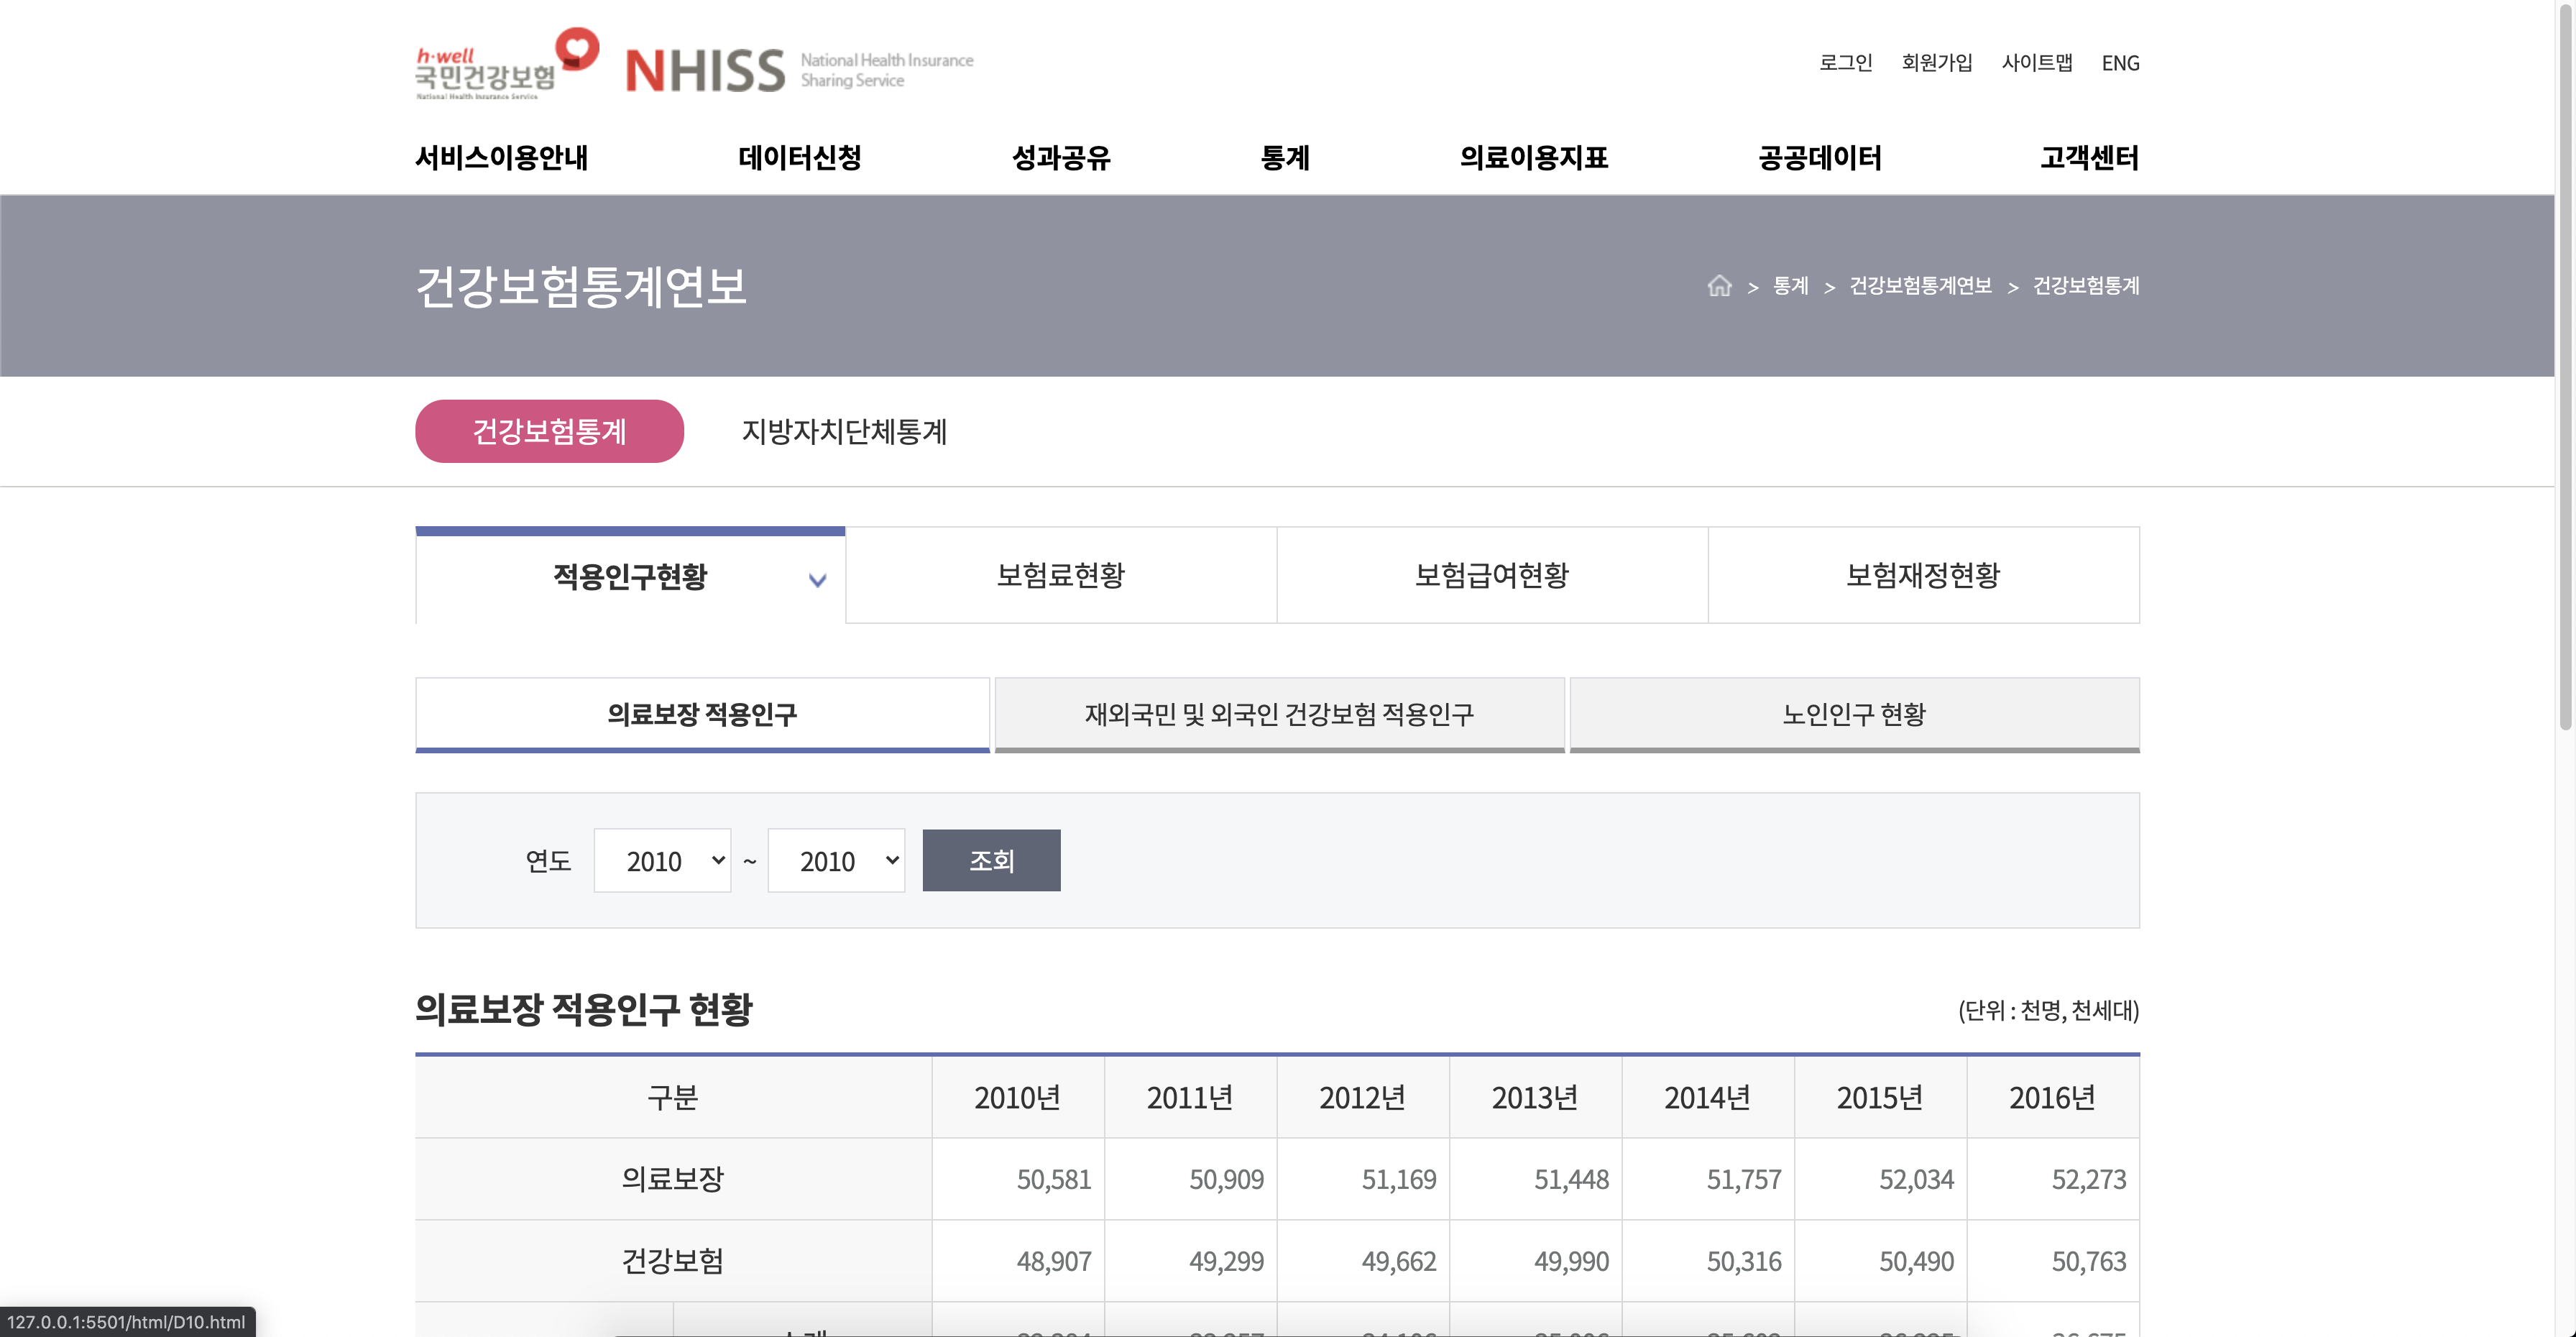 h·well
국민건강보험
National Health Insurance Service
NHISS
National Health Insurance
Sharing Service
로그인 회원가입 사이트맵 ENG
서비스이용안내 데이터신청 성과공유 통계 의료이용지표 공공데이터 고객센터
건강보험통계연보
> 통계 > 건강보험통계연보 > 건강보험통계
건강보험통계 지방자치단체통계
적용인구현황 보험료현황 보험급여현황 보험재정현황
의료보장 적용인구 재외국민 및 외국인 건강보험 적용인구 노인인구 현황
연도 2010 ~ 2010 조회
의료보장 적용인구 현황 (단위 : 천명, 천세대)
구분 2010년 2011년 2012년 2013년 2014년 2015년 2016년
의료보장 50,581 50,909 51,169 51,448 51,757 52,034 52,273
건강보험 48,907 49,299 49,662 49,990 50,316 50,490 50,763
127.0.0.1:5501/html/D10.html